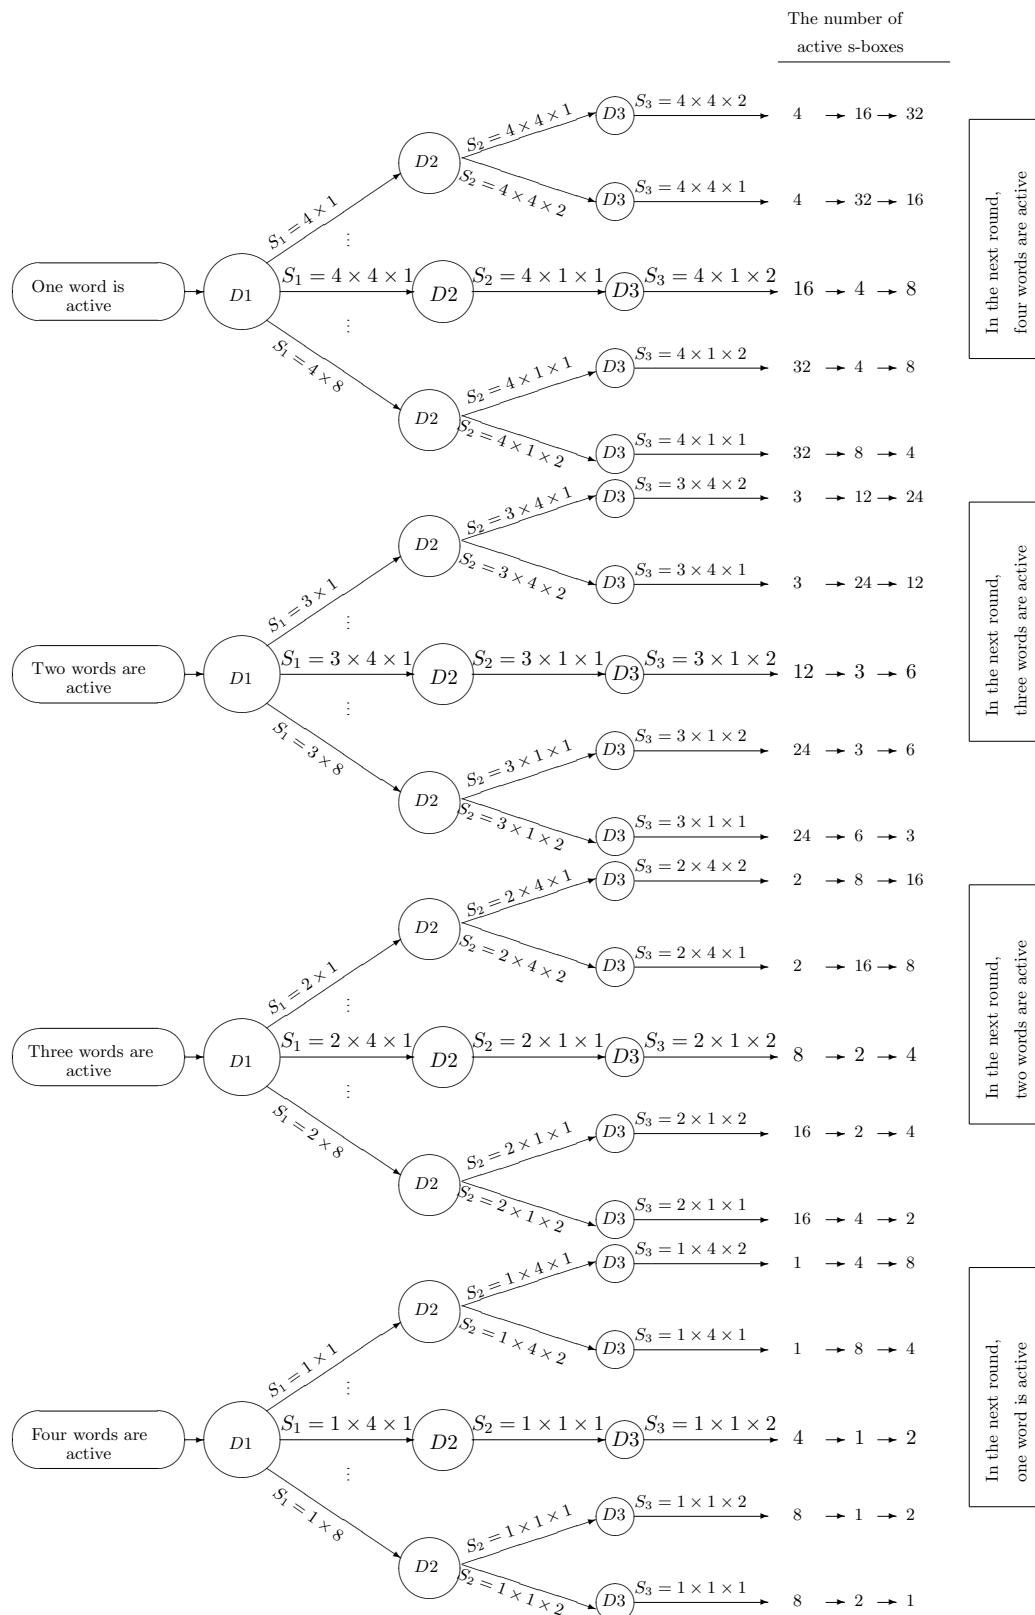 The number of
active s-boxes
S₂ = 4 × 4 × 1
D3
S₃ = 4 × 4 × 2
4 → 16 → 32
D2
S₂ = 4 × 4 × 2
D3
S₃ = 4 × 4 × 1
4 → 32 → 16
S₁ = 4 × 1
⋮
One word is
active
D1
S₁ = 4 × 4 × 1
D2
S₂ = 4 × 1 × 1
D3
S₃ = 4 × 1 × 2
16 → 4 → 8
⋮
S₁ = 4 × 8
S₂ = 4 × 1 × 1
D3
S₃ = 4 × 1 × 2
32 → 4 → 8
D2
S₂ = 4 × 1 × 2
D3
S₃ = 4 × 1 × 1
32 → 8 → 4
In the next round,
four words are active
S₂ = 3 × 4 × 1
D3
S₃ = 3 × 4 × 2
3 → 12 → 24
D2
S₂ = 3 × 4 × 2
D3
S₃ = 3 × 4 × 1
3 → 24 → 12
S₁ = 3 × 1
⋮
Two words are
active
D1
S₁ = 3 × 4 × 1
D2
S₂ = 3 × 1 × 1
D3
S₃ = 3 × 1 × 2
12 → 3 → 6
⋮
S₁ = 3 × 8
S₂ = 3 × 1 × 1
D3
S₃ = 3 × 1 × 2
24 → 3 → 6
D2
S₂ = 3 × 1 × 2
D3
S₃ = 3 × 1 × 1
24 → 6 → 3
In the next round,
three words are active
S₂ = 2 × 4 × 1
D3
S₃ = 2 × 4 × 2
2 → 8 → 16
D2
S₂ = 2 × 4 × 2
D3
S₃ = 2 × 4 × 1
2 → 16 → 8
S₁ = 2 × 1
⋮
Three words are
active
D1
S₁ = 2 × 4 × 1
D2
S₂ = 2 × 1 × 1
D3
S₃ = 2 × 1 × 2
8 → 2 → 4
⋮
S₁ = 2 × 8
S₂ = 2 × 1 × 1
D3
S₃ = 2 × 1 × 2
16 → 2 → 4
D2
S₂ = 2 × 1 × 2
D3
S₃ = 2 × 1 × 1
16 → 4 → 2
In the next round,
two words are active
S₂ = 1 × 4 × 1
D3
S₃ = 1 × 4 × 2
1 → 4 → 8
D2
S₂ = 1 × 4 × 2
D3
S₃ = 1 × 4 × 1
1 → 8 → 4
S₁ = 1 × 1
⋮
Four words are
active
D1
S₁ = 1 × 4 × 1
D2
S₂ = 1 × 1 × 1
D3
S₃ = 1 × 1 × 2
4 → 1 → 2
⋮
S₁ = 1 × 8
S₂ = 1 × 1 × 1
D3
S₃ = 1 × 1 × 2
8 → 1 → 2
D2
S₂ = 1 × 1 × 2
D3
S₃ = 1 × 1 × 1
8 → 2 → 1
In the next round,
one word is active